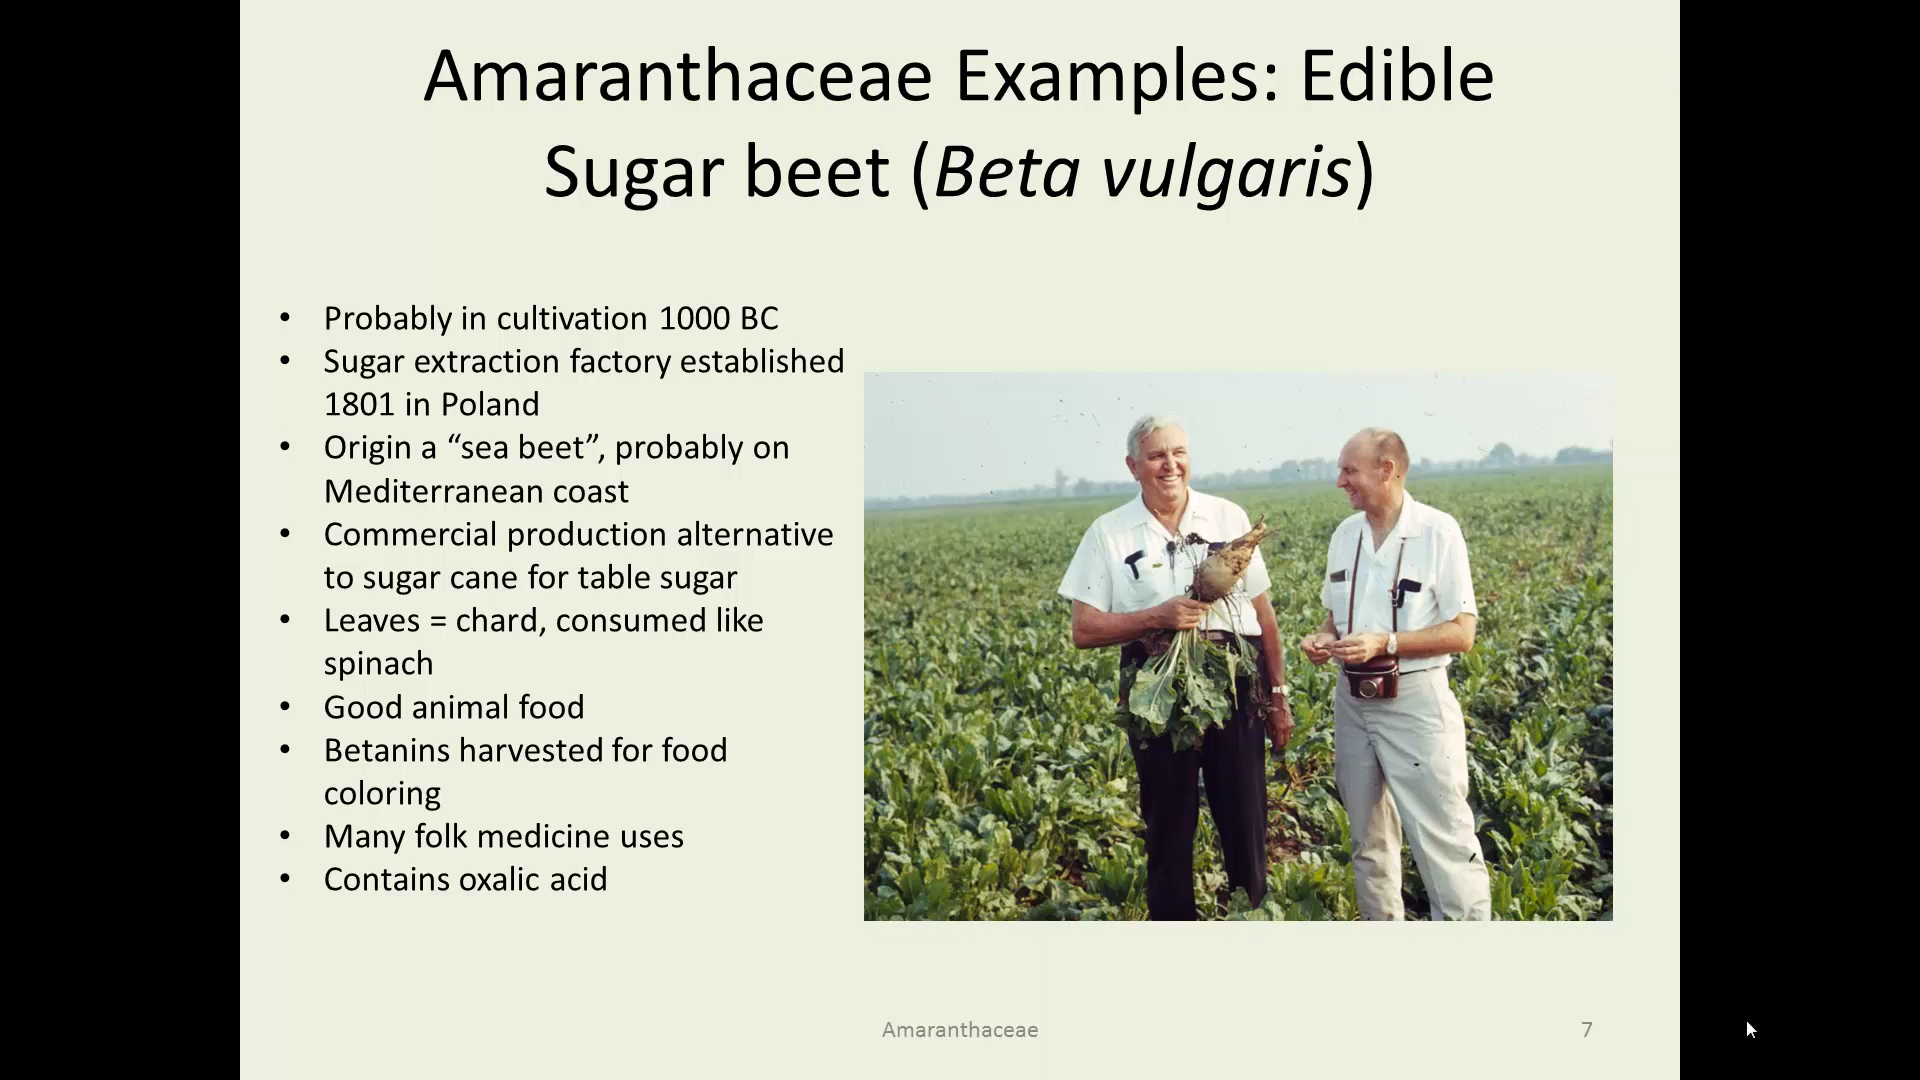 Amaranthaceae Examples: Edible
Sugar beet (Beta vulgaris)
• Probably in cultivation 1000 BC
• Sugar extraction factory established
1801 in Poland
• Origin a “sea beet”, probably on
Mediterranean coast
• Commercial production alternative
to sugar cane for table sugar
• Leaves = chard, consumed like
spinach
• Good animal food
• Betanins harvested for food
coloring
• Many folk medicine uses
• Contains oxalic acid
Amaranthaceae
7